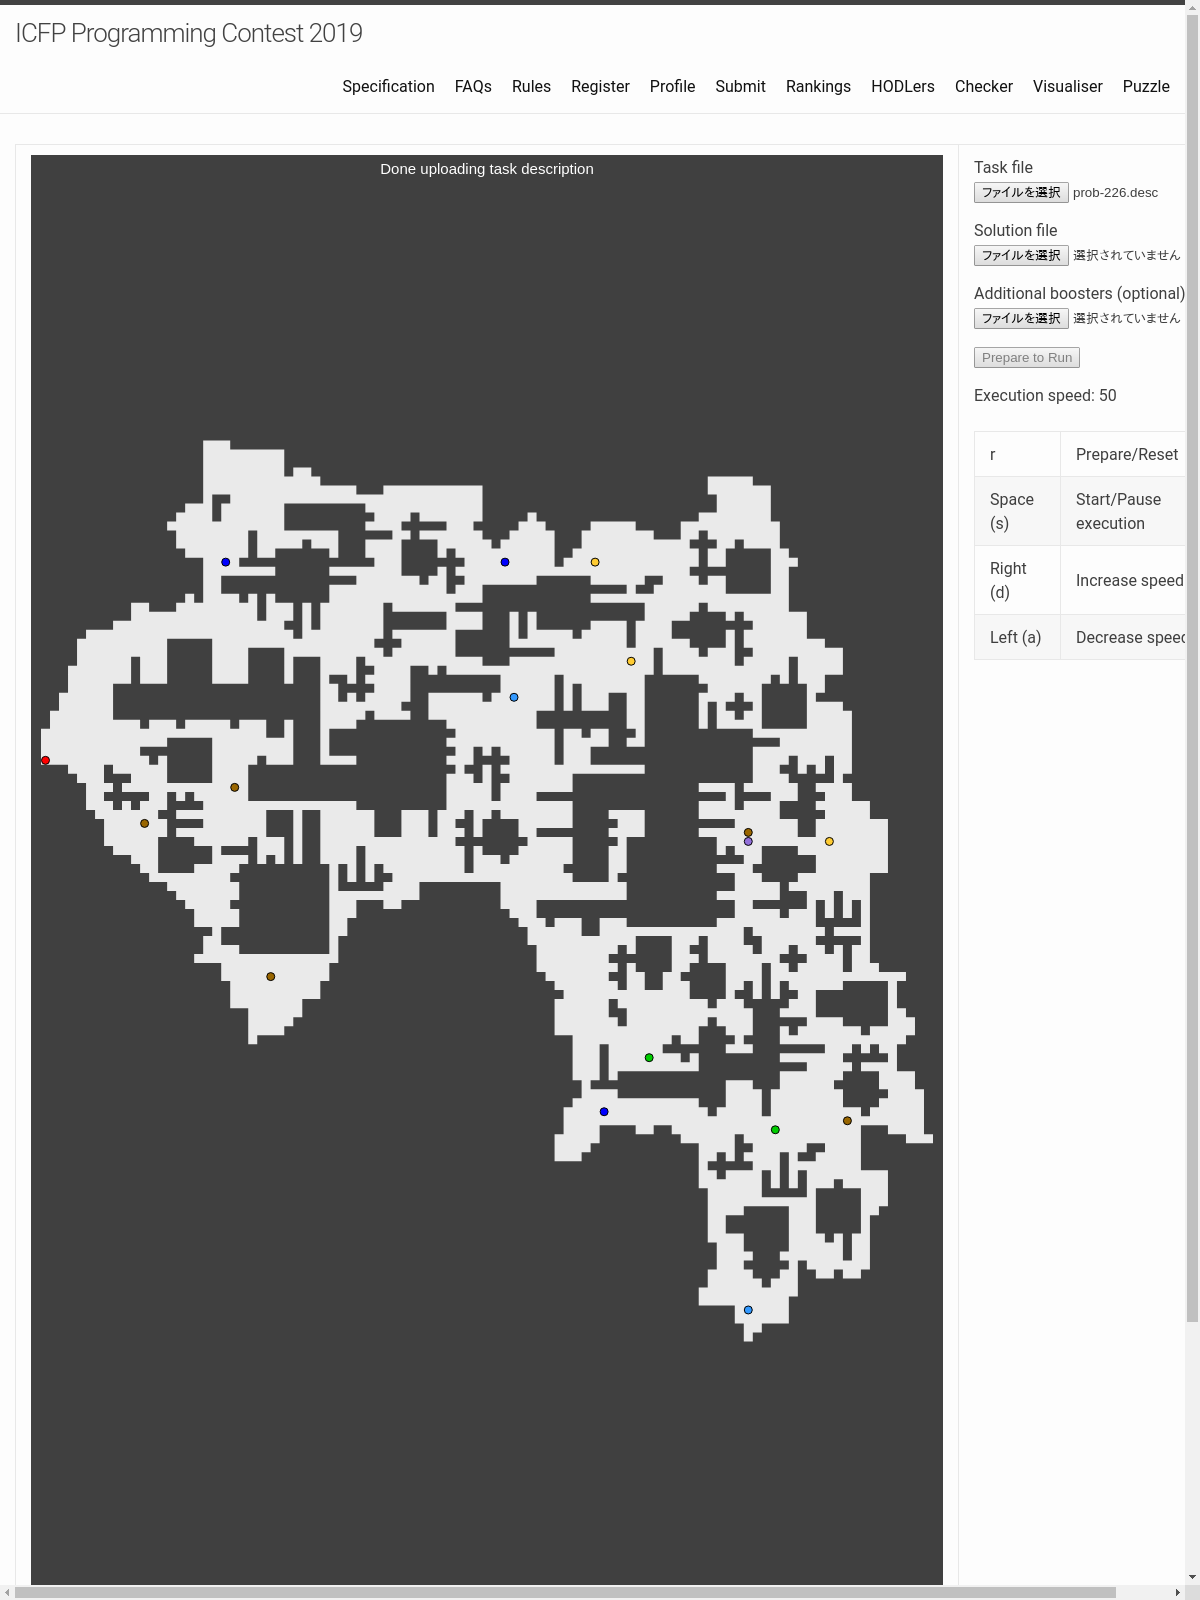 ICFP Programming Contest 2019
Specification FAQs Rules Register Profile Submit Rankings HODLers Checker Visualiser Puzzle
Done uploading task description
Task file
ファイルを選択 prob-226.desc
Solution file
ファイルを選択 選択されていません
Additional boosters (optional)
ファイルを選択 選択されていません
Prepare to Run
Execution speed: 50
r Prepare/Reset
Space (s) Start/Pause execution
Right (d) Increase speed
Left (a) Decrease speed